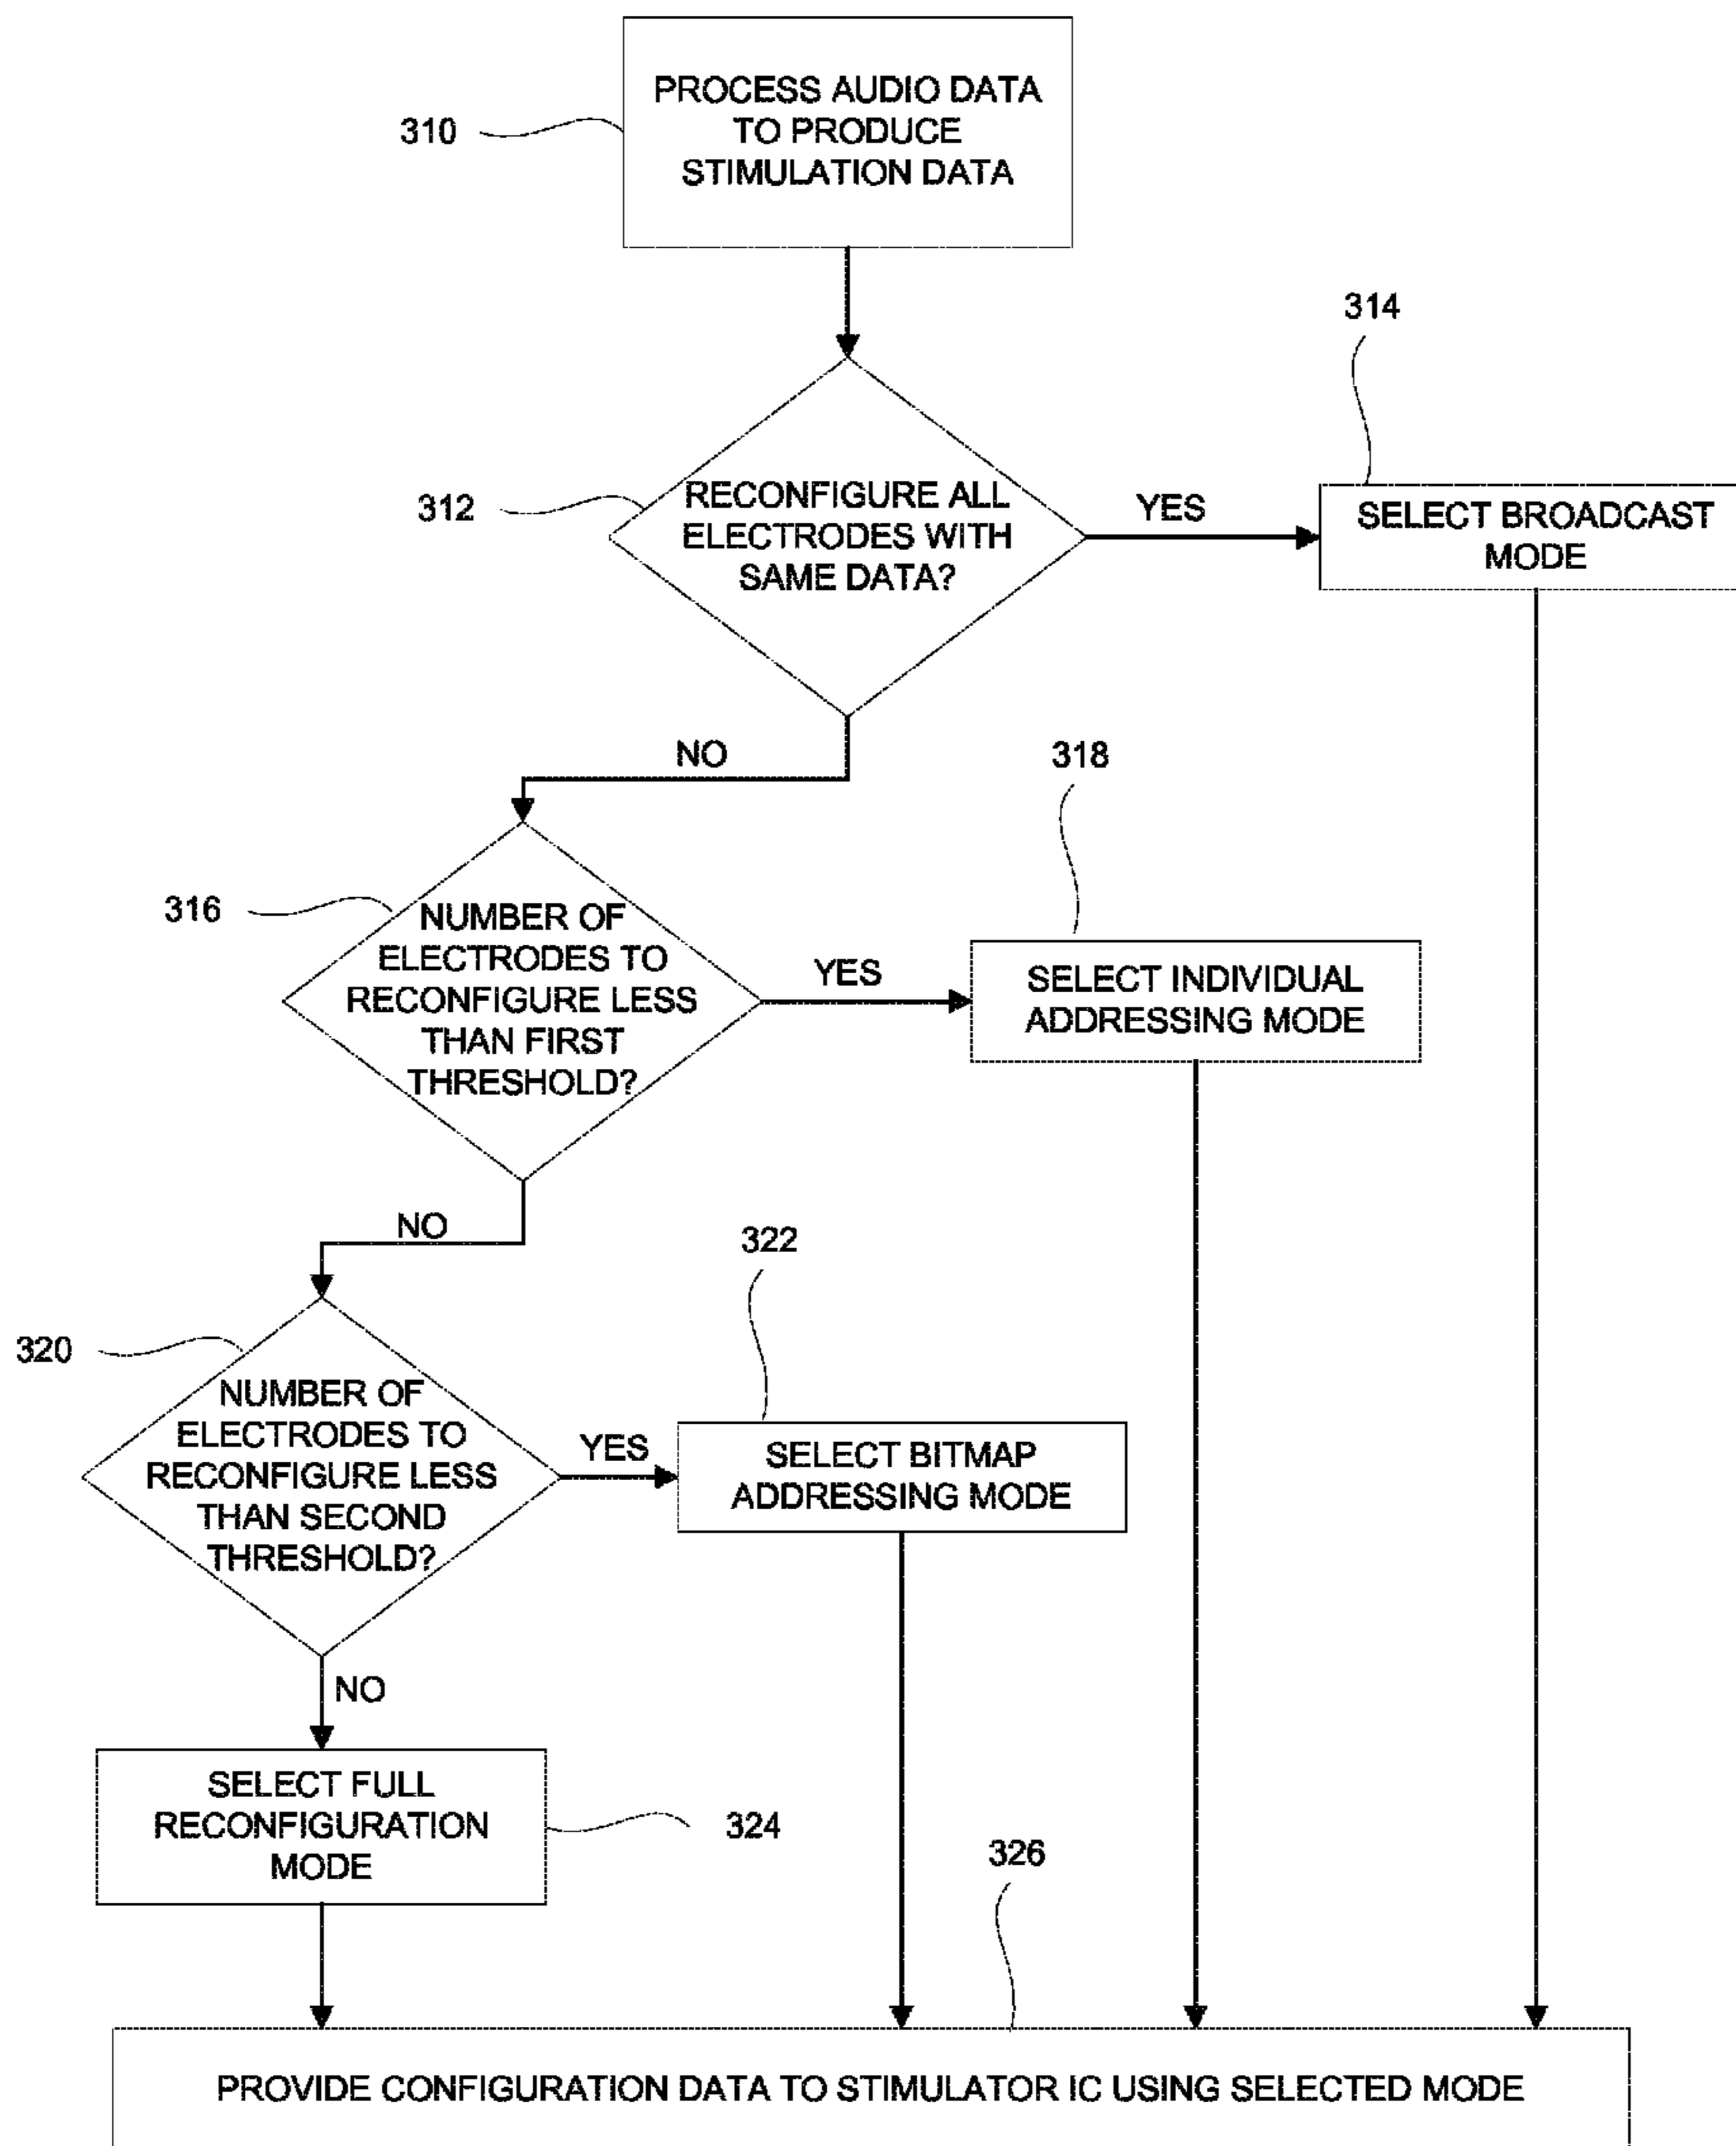 PROCESS AUDIO DATA
TO PRODUCE
STIMULATION DATA
310
314
312
RECONFIGURE ALL
ELECTRODES WITH
SAME DATA?
YES
SELECT BROADCAST
MODE
NO
318
316
NUMBER OF
ELECTRODES TO
RECONFIGURE LESS
THAN FIRST
THRESHOLD?
YES
SELECT INDIVIDUAL
ADDRESSING MODE
NO
322
320
NUMBER OF
ELECTRODES TO
RECONFIGURE LESS
THAN SECOND
THRESHOLD?
YES
SELECT BITMAP
ADDRESSING MODE
NO
SELECT FULL
RECONFIGURATION
MODE
324
326
PROVIDE CONFIGURATION DATA TO STIMULATOR IC USING SELECTED MODE